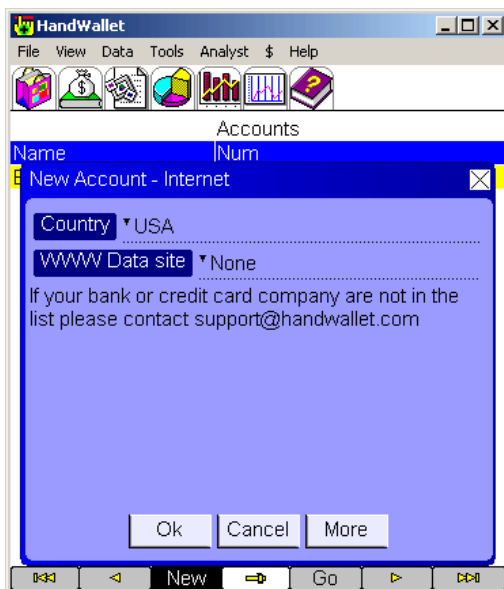 HandWallet
File View Data Tools Analyst $ Help
Accounts
Name Num
New Account - Internet
Country USA
WWW Data site None
If your bank or credit card company are not in the
list please contact support@handwallet.com
Ok Cancel More
New Go